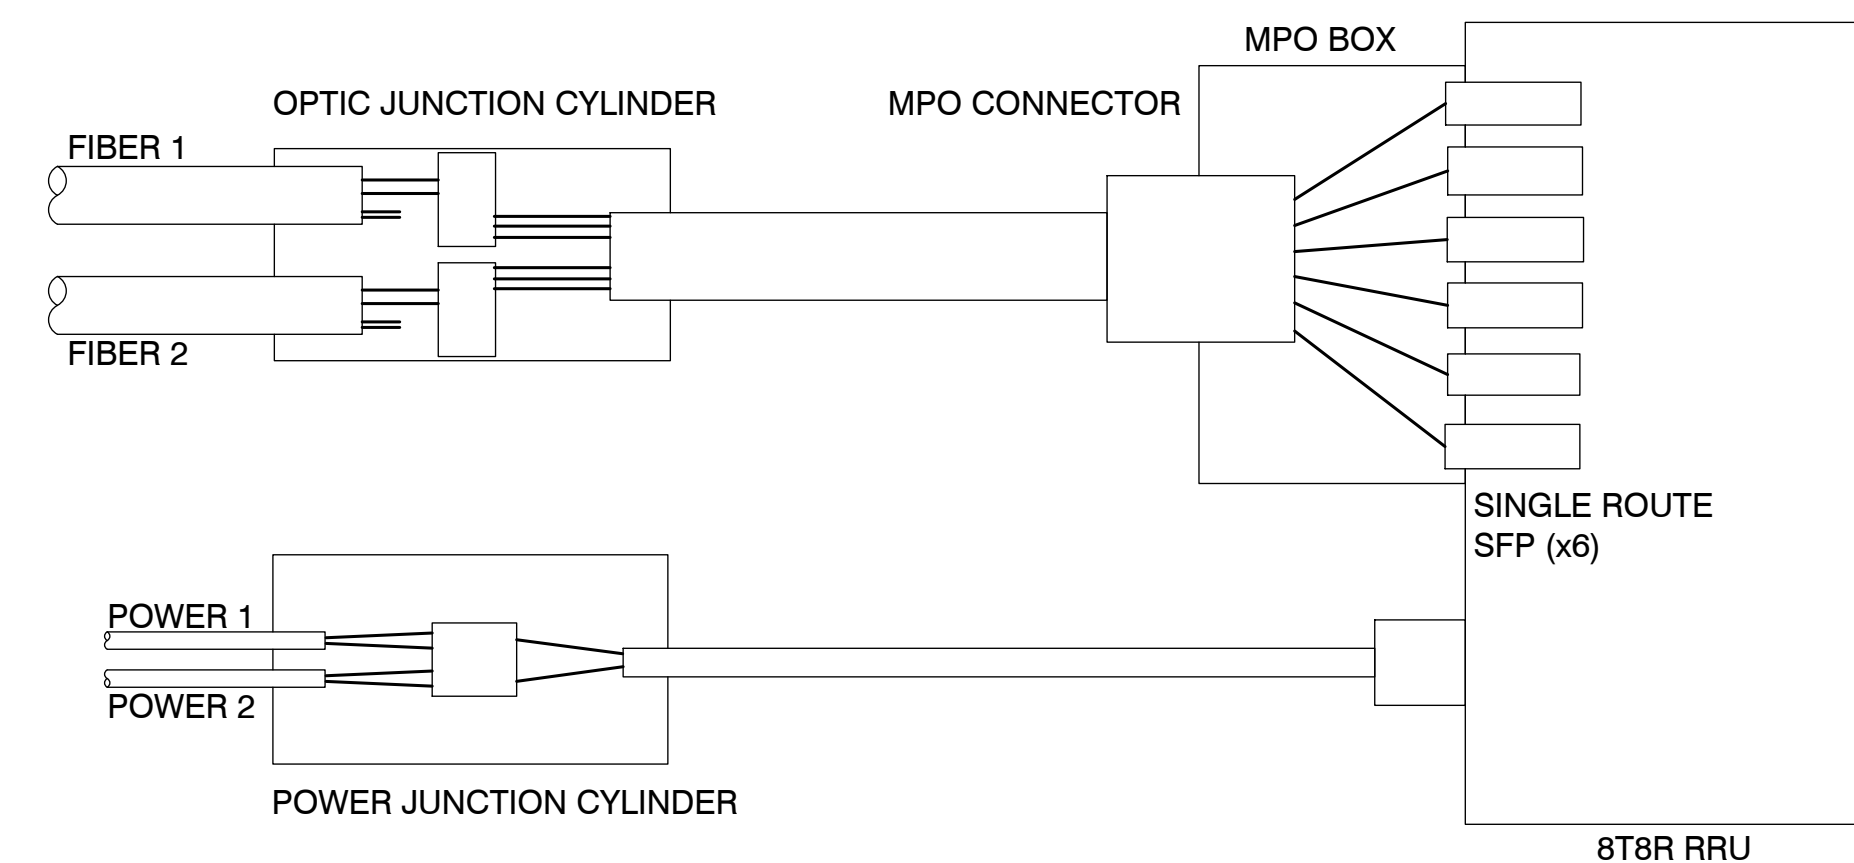 MPO BOX
OPTIC JUNCTION CYLINDER
MPO CONNECTOR
FIBER 1
FIBER 2
SINGLE ROUTE
SFP (x6)
POWER 1
POWER 2
POWER JUNCTION CYLINDER
8T8R RRU